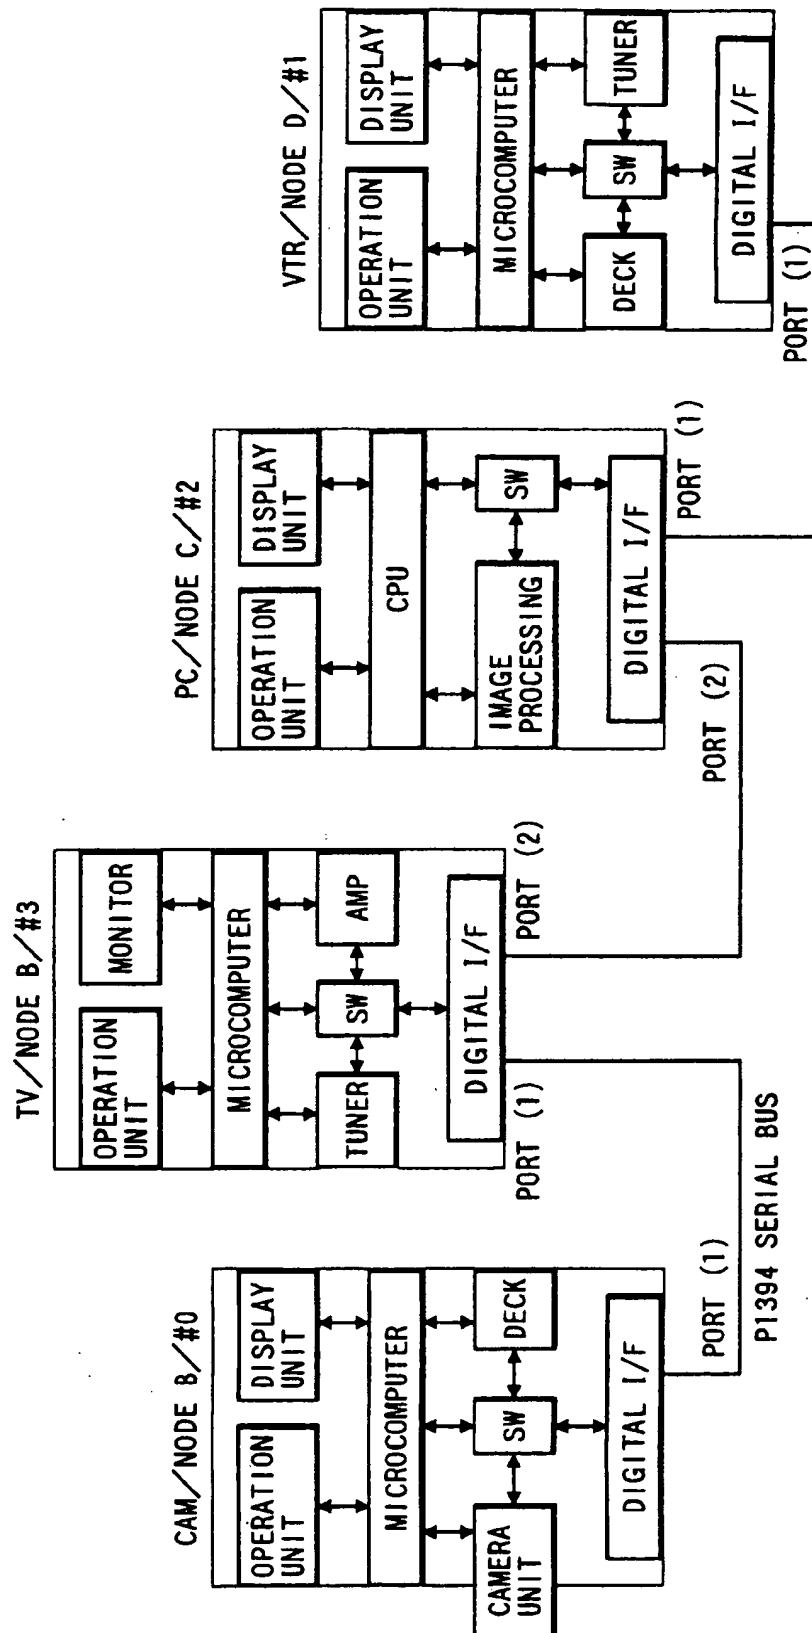 CAM/NODE B/#0
OPERATION
UNIT
DISPLAY
UNIT
MICROCOMPUTER
CAMERA
UNIT
SW
DECK
DIGITAL I/F
PORT (1)
P1394 SERIAL BUS
TV/NODE B/#3
OPERATION
UNIT
MONITOR
MICROCOMPUTER
TUNER
SW
AMP
DIGITAL I/F
PORT (1)
PORT (2)
PC/NODE C/#2
OPERATION
UNIT
DISPLAY
UNIT
CPU
IMAGE
PROCESSING
SW
DIGITAL I/F
PORT (2)
PORT (1)
VTR/NODE D/#1
OPERATION
UNIT
DISPLAY
UNIT
MICROCOMPUTER
DECK
SW
TUNER
DIGITAL I/F
PORT (1)